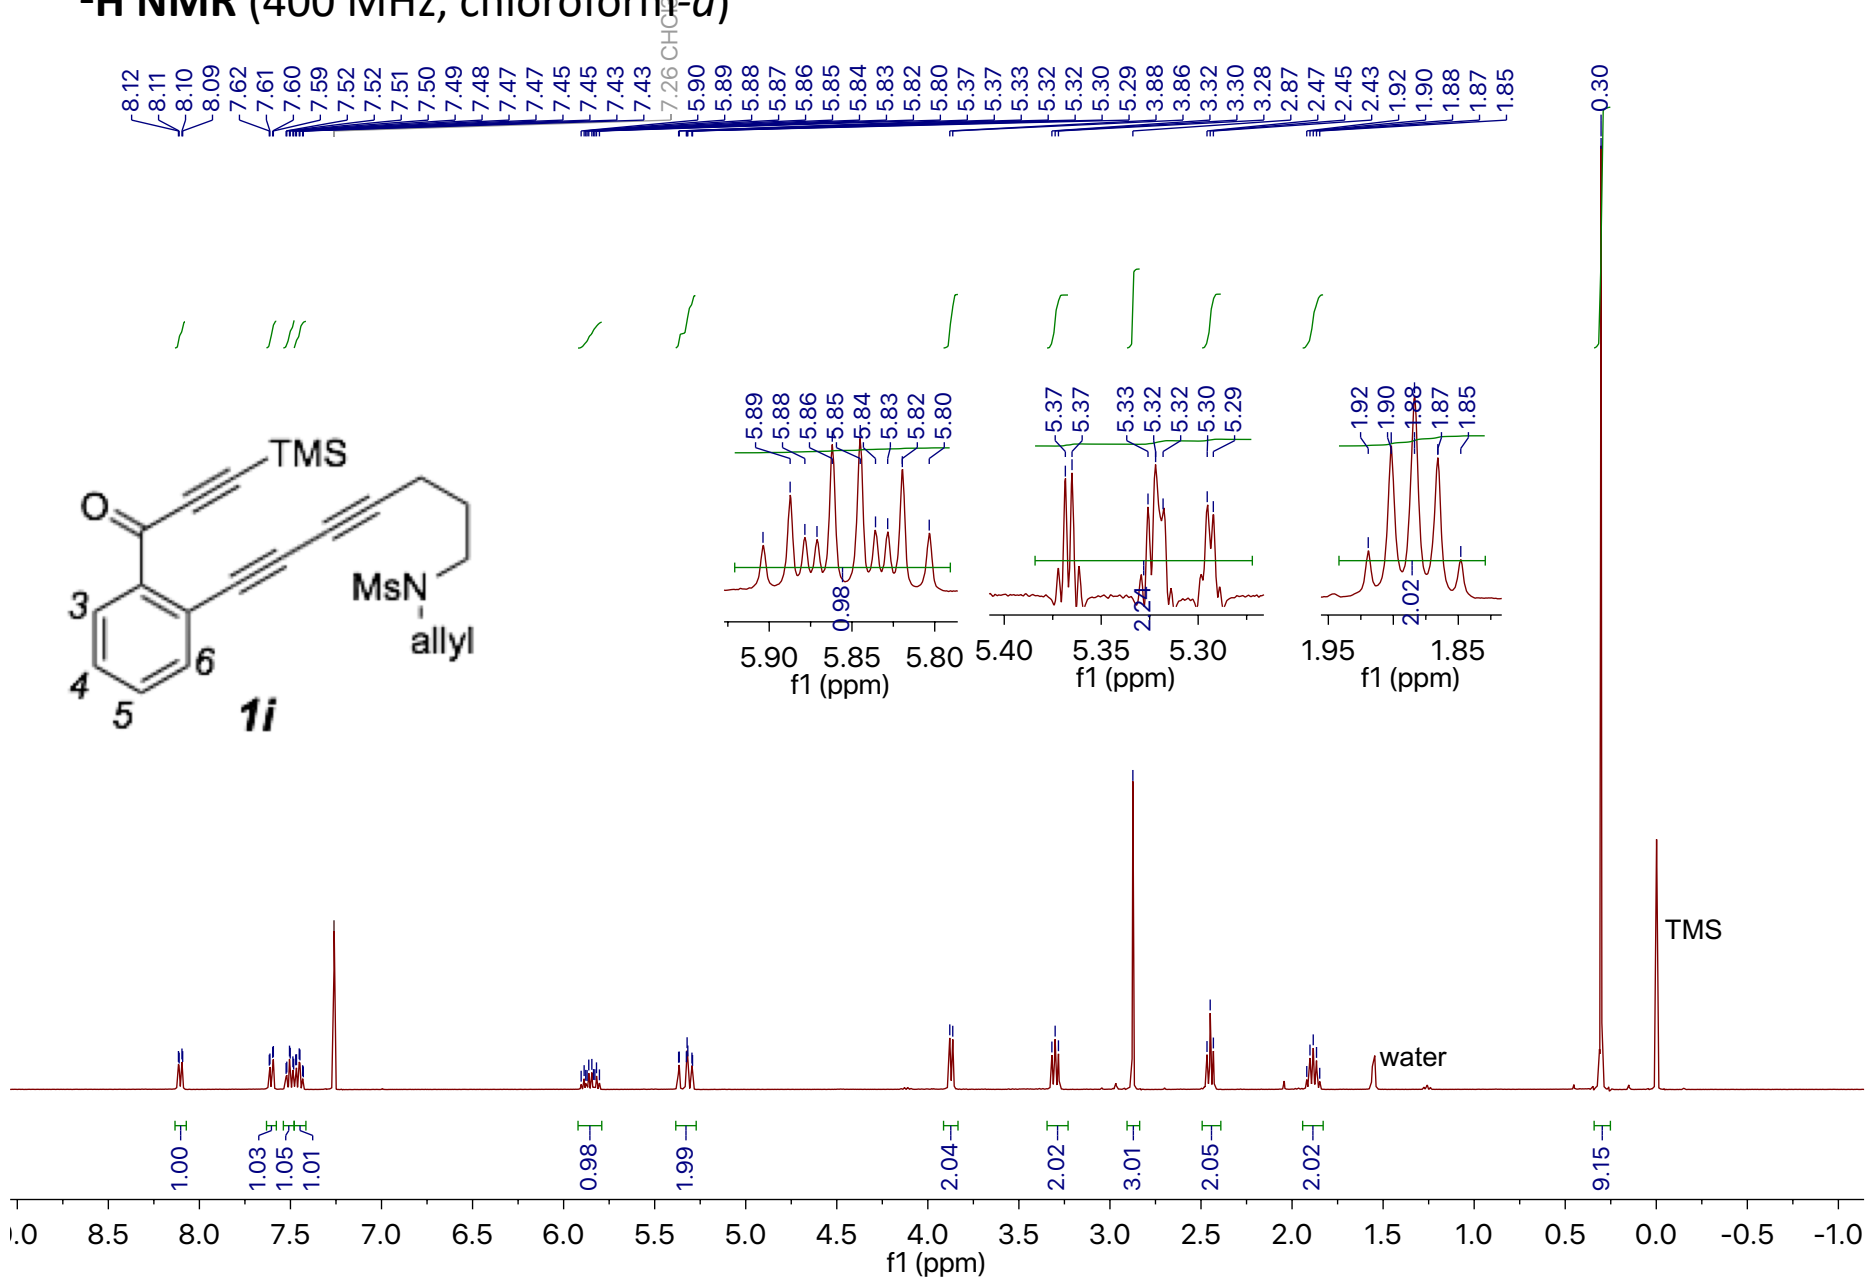 -H NMR (400 MHz, chloroform-d)
8.12 8.11 8.10 8.09 7.62 7.61 7.60 7.59 7.52 7.52 7.51 7.50 7.49 7.48 7.47 7.47 7.45 7.45 7.43 7.43 7.26 CHCl3 5.90 5.89 5.88 5.87 5.86 5.85 5.84 5.83 5.82 5.80 5.37 5.37 5.33 5.32 5.32 5.30 5.29 3.88 3.86 3.32 3.30 3.28 2.87 2.47 2.45 2.43 1.92 1.90 1.88 1.87 1.85 0.30
5.89 5.88 5.86 5.85 5.84 5.83 5.82 5.80
0.98
5.90 5.85 5.80
f1 (ppm)
5.37 5.37 5.33 5.32 5.32 5.30 5.29
2.24
5.40 5.35 5.30
f1 (ppm)
1.92 1.90 1.88 1.87 1.85
2.02
1.95 1.85
f1 (ppm)
TMS
O
MsN
allyl
3
4
5
6
1i
TMS
water
1.00 1.03 1.05 1.01 0.98 1.99 2.04 2.02 3.01 2.05 2.02 9.15
).0 8.5 8.0 7.5 7.0 6.5 6.0 5.5 5.0 4.5 4.0 3.5 3.0 2.5 2.0 1.5 1.0 0.5 0.0 -0.5 -1.0
f1 (ppm)